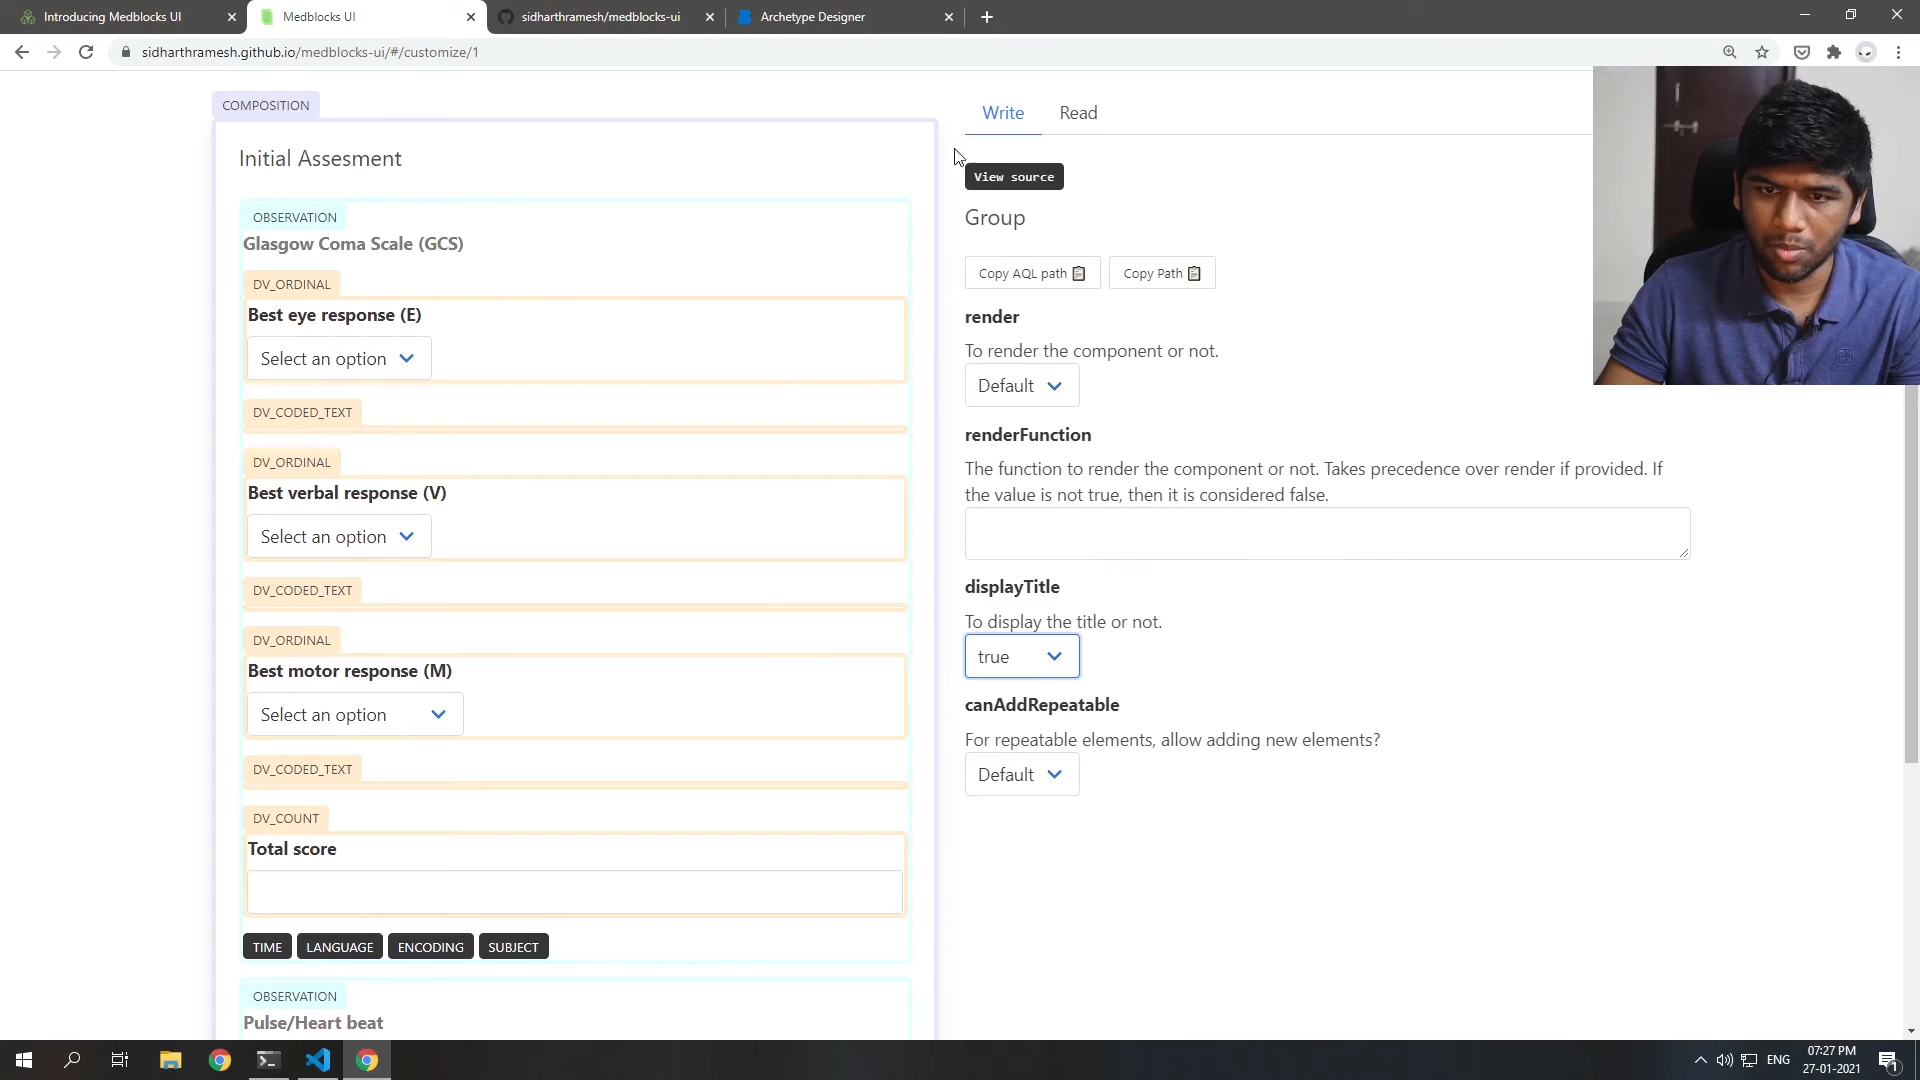 Introducing Medblocks UI
Medblocks UI
sidharthramesh/medblocks-ui
Archetype Designer
sidharthramesh.github.io/medblocks-ui/#/customize/1
COMPOSITION
Initial Assesment
OBSERVATION
Glasgow Coma Scale (GCS)
DV_ORDINAL
Best eye response (E)
Select an option
DV_CODED_TEXT
DV_ORDINAL
Best verbal response (V)
Select an option
DV_CODED_TEXT
DV_ORDINAL
Best motor response (M)
Select an option
DV_CODED_TEXT
DV_COUNT
Total score
TIME LANGUAGE ENCODING SUBJECT
OBSERVATION
Pulse/Heart beat
Write Read
View source
Group
Copy AQL path Copy Path
render
To render the component or not.
Default
renderFunction
The function to render the component or not. Takes precedence over render if provided. If
the value is not true, then it is considered false.
displayTitle
To display the title or not.
true
canAddRepeatable
For repeatable elements, allow adding new elements?
Default
ENG
07:27 PM
27-01-2021
1